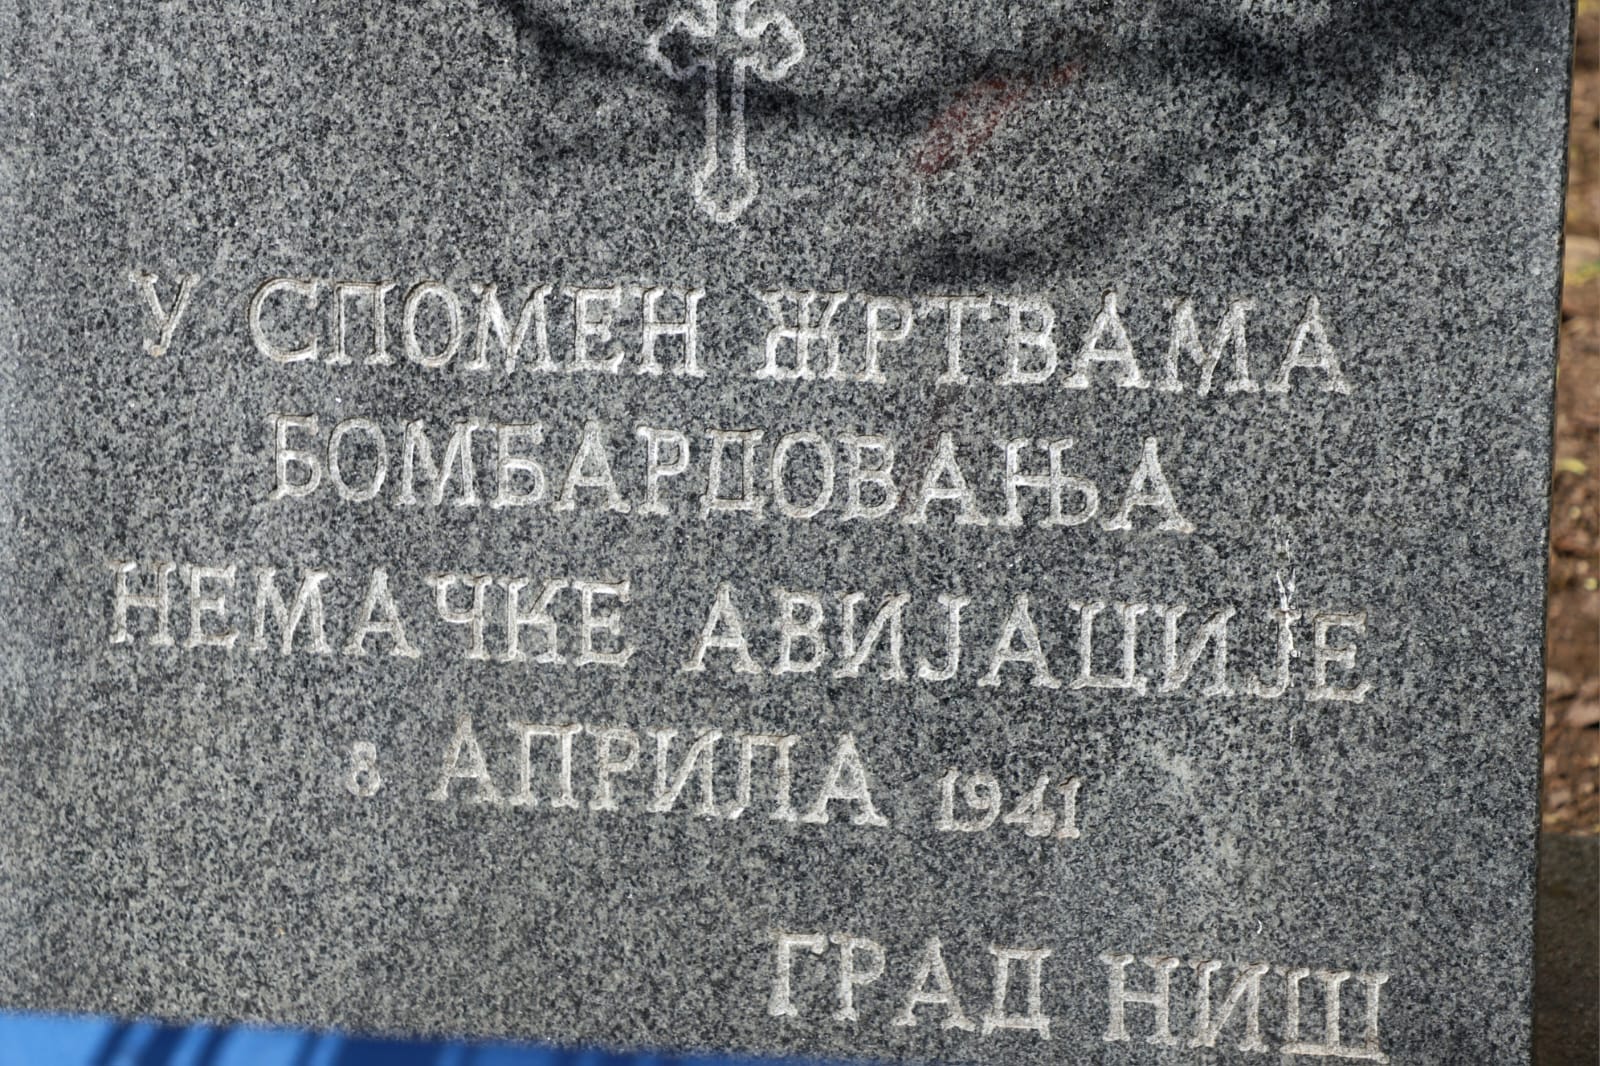 У СПОМЕН ЖРТВАМА
БОМБАРДОВАЊА
НЕМАЧКЕ АВИЈАЦИЈЕ
8 АПРИЛА 1941
ГРАД НИШ